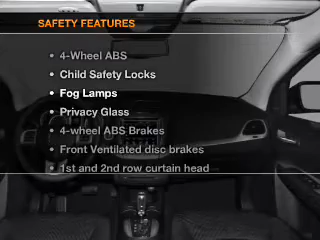 SAFETY FEATURES
• 4-Wheel ABS
• Child Safety Locks
• Fog Lamps
• Privacy Glass
• 4-wheel ABS Brakes
• Front Ventilated disc brakes
• 1st and 2nd row curtain head